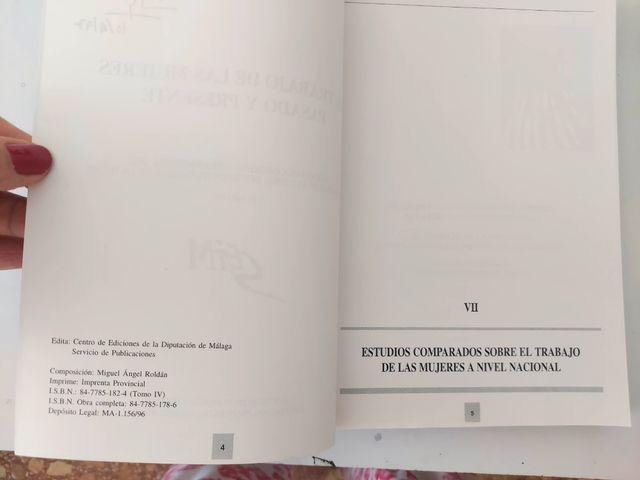 Edita: Centro de Ediciones de la Diputación de Málaga
Servicio de Publicaciones
Composición: Miguel Ángel Roldán
Imprime: Imprenta Provincial
I.S.B.N.: 84-7785-182-4 (Tomo IV)
I.S.B.N. Obra completa: 84-7785-178-6
Depósito Legal: MA-1.156/96
4
VII
ESTUDIOS COMPARADOS SOBRE EL TRABAJO
DE LAS MUJERES A NIVEL NACIONAL
5